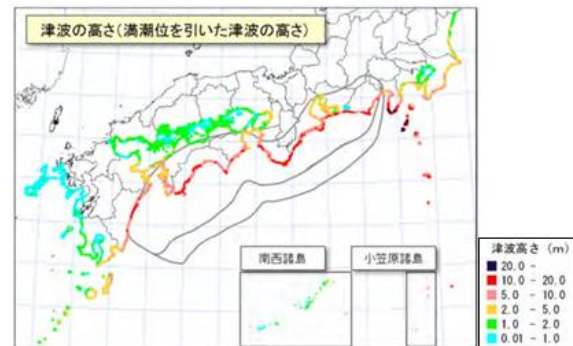 津波の高さ(満潮位を引いた津波の高さ)
南西諸島
小笠原諸島
津波高さ (m)
20.0 -
10.0 - 20.0
5.0 - 10.0
2.0 - 5.0
1.0 - 2.0
0.01 - 1.0